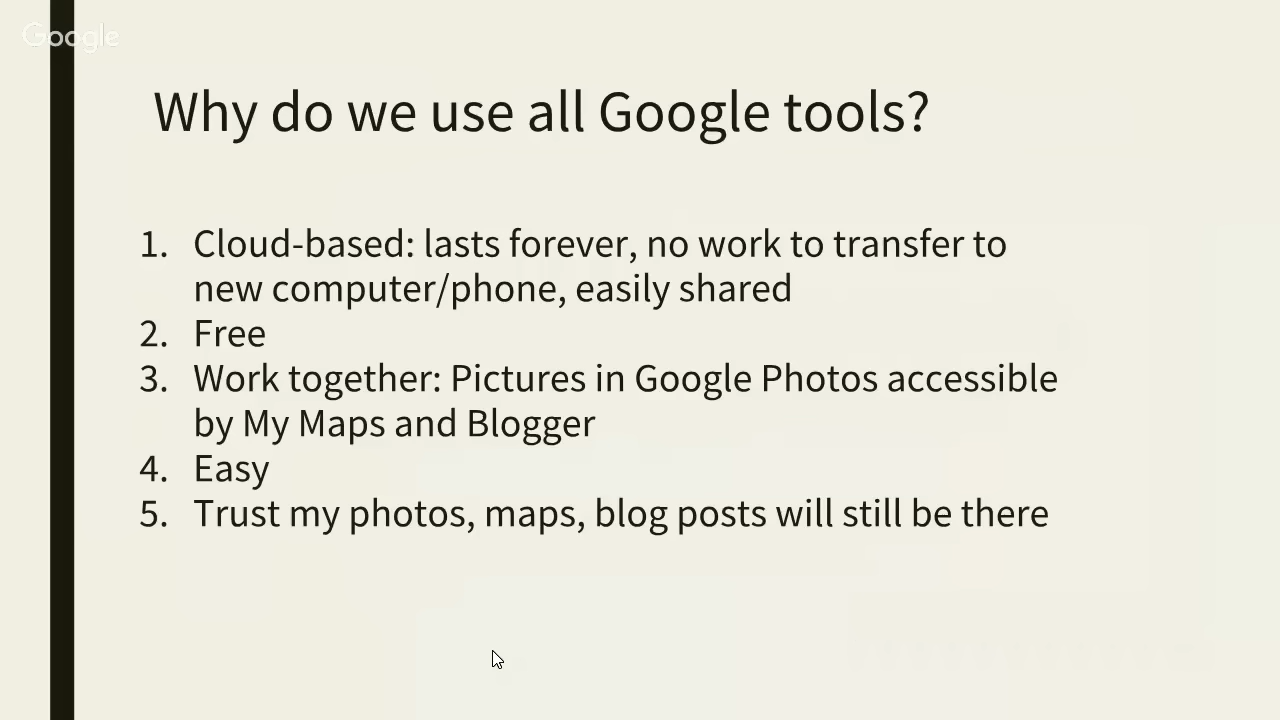 Google
Why do we use all Google tools?
1. Cloud-based: lasts forever, no work to transfer to
new computer/phone, easily shared
2. Free
3. Work together: Pictures in Google Photos accessible
by My Maps and Blogger
4. Easy
5. Trust my photos, maps, blog posts will still be there